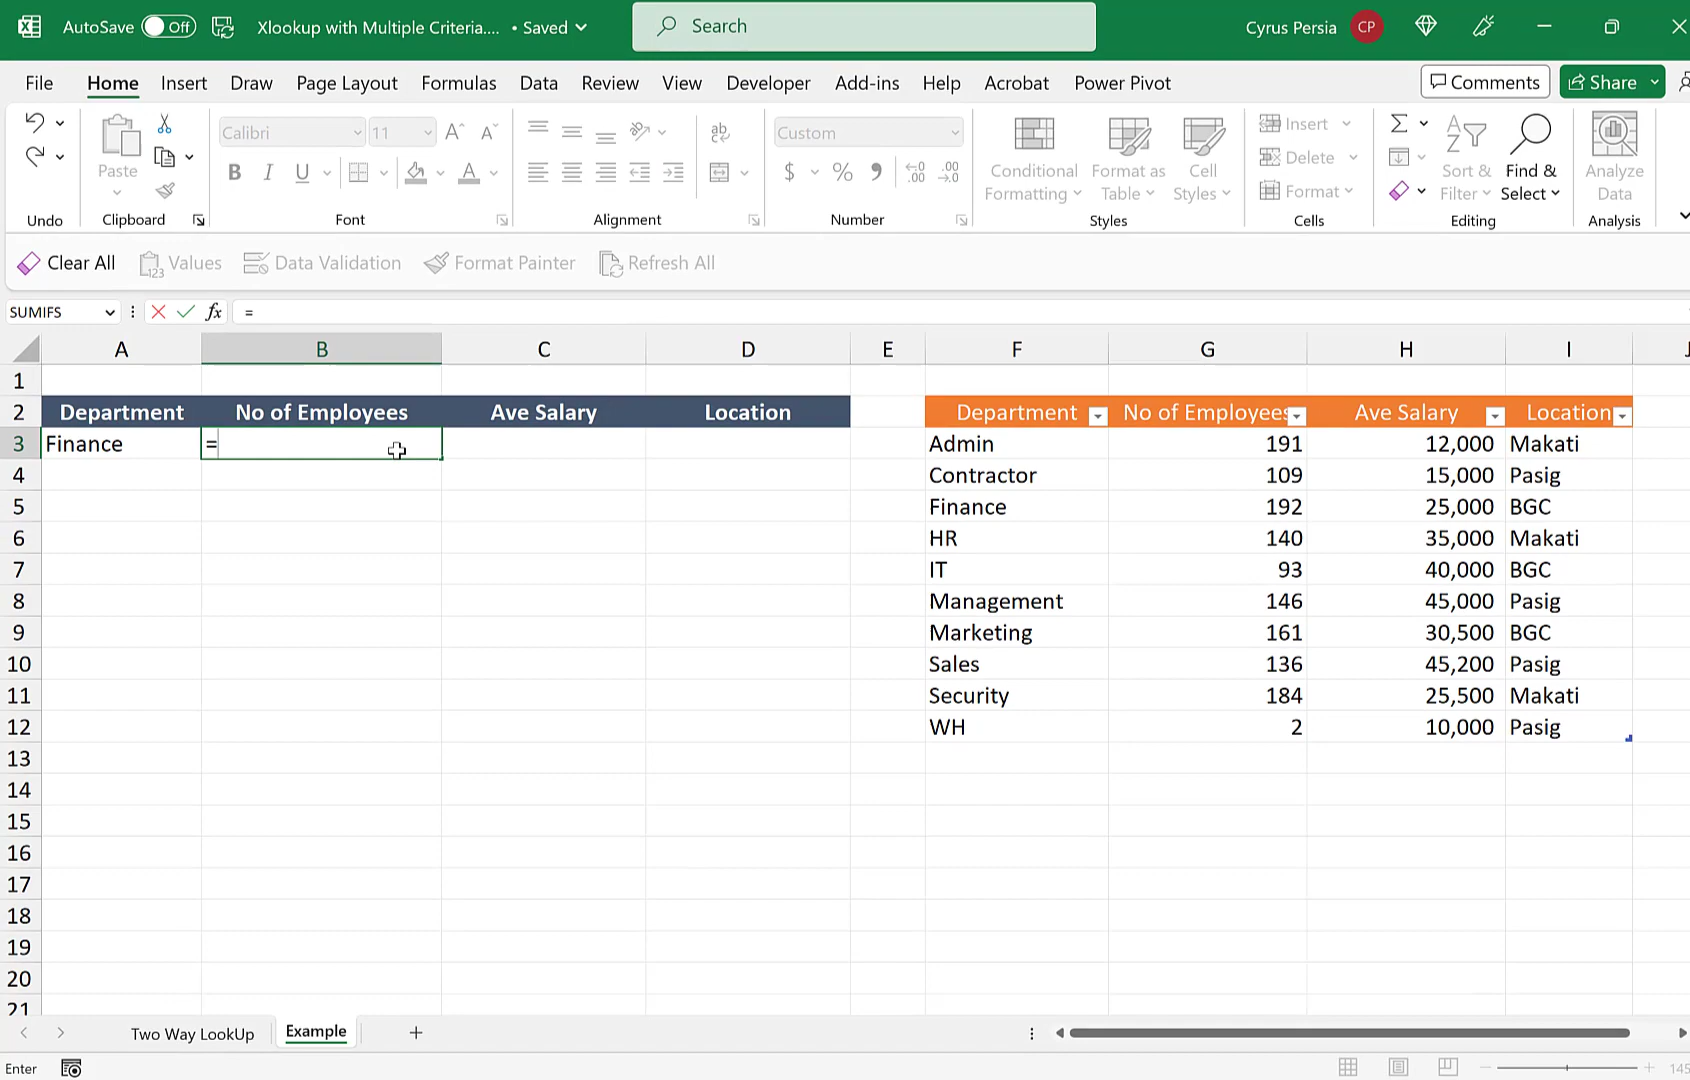 AutoSave Off Xlookup with Multiple Criteria.... • Saved Search Cyrus Persia CP
File Home Insert Draw Page Layout Formulas Data Review View Developer Add-ins Help Acrobat Power Pivot Comments Share
Paste Calibri 11 A A ab Custom Conditional Formatting Format as Table Cell Styles Insert Delete Format Sort & Filter Find & Select Analyze Data
B I U A $ % 9 .00 .00
Undo Clipboard Font Alignment Number Styles Cells Editing Analysis
Clear All Values Data Validation Format Painter Refresh All
SUMIFS fx =
A B C D E F G H I J
1
2 Department No of Employees Ave Salary Location Department No of Employees Ave Salary Location
3 Finance = Admin 191 12,000 Makati
4 Contractor 109 15,000 Pasig
5 Finance 192 25,000 BGC
6 HR 140 35,000 Makati
7 IT 93 40,000 BGC
8 Management 146 45,000 Pasig
9 Marketing 161 30,500 BGC
10 Sales 136 45,200 Pasig
11 Security 184 25,500 Makati
12 WH 2 10,000 Pasig
13
14
15
16
17
18
19
20
21
Two Way LookUp Example +
Enter 145